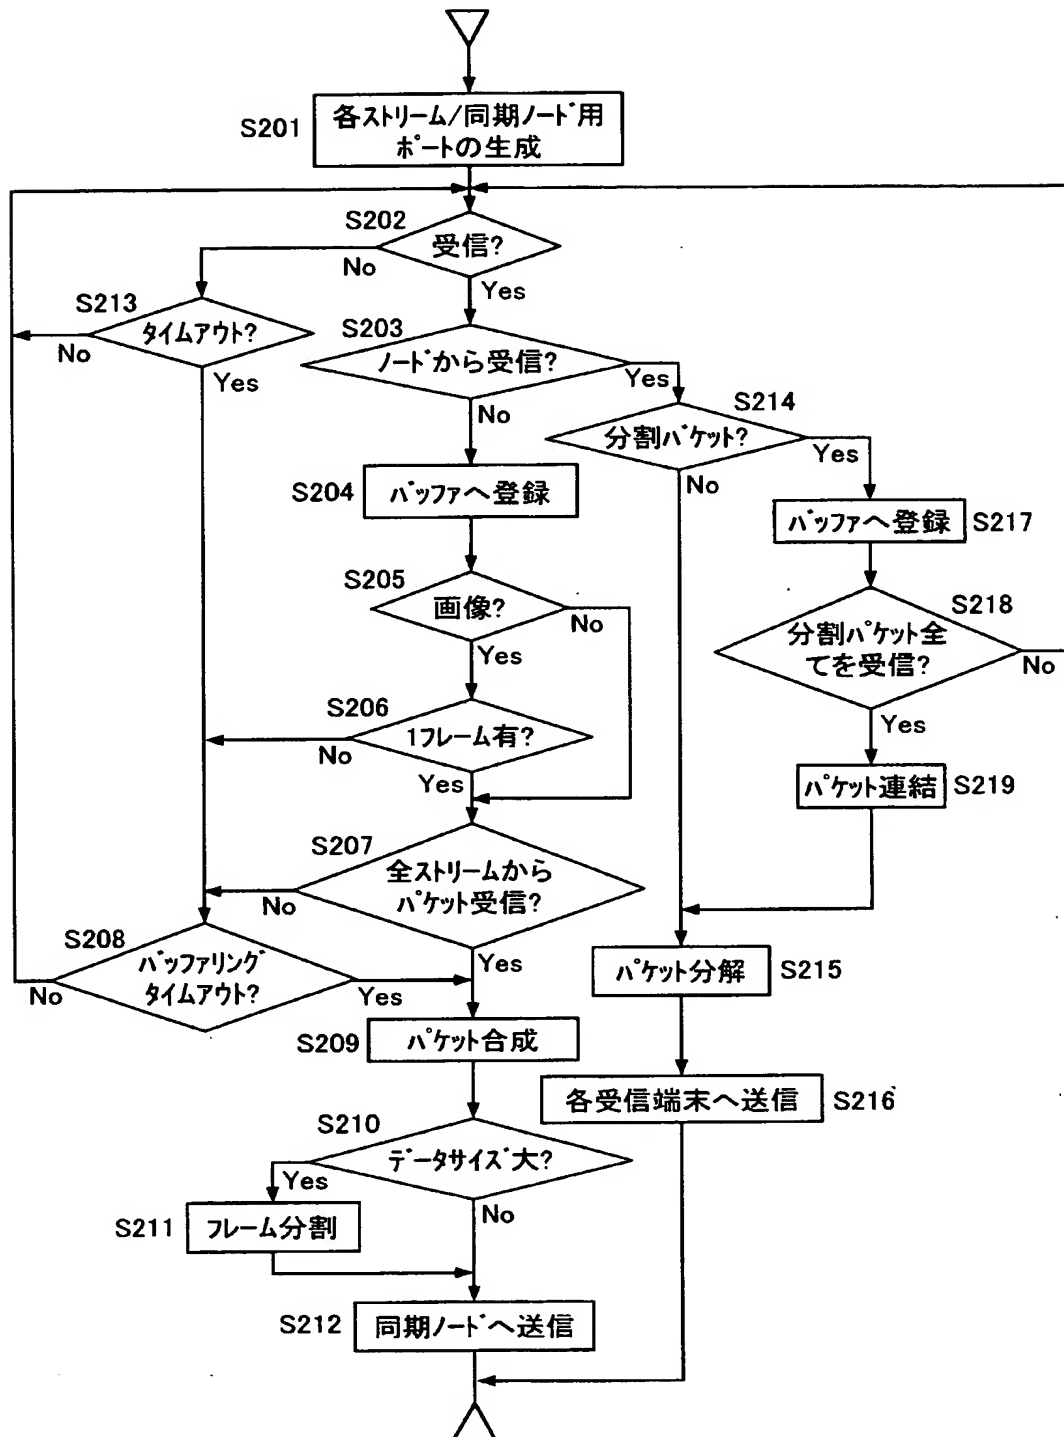 S201
各ストリーム/同期ノード用
ポートの生成
S202
受信?
No
Yes
S213
タイムアウト?
No
Yes
S203
ノードから受信?
Yes
No
S214
分割パケット?
Yes
No
S204
バッファへ登録
バッファへ登録
S217
S205
画像?
No
Yes
S218
分割パケット全
てを受信?
No
Yes
S206
1フレーム有?
No
Yes
パケット連結
S219
S207
全ストリームから
パケット受信?
No
Yes
S208
バッファリング
タイムアウト?
No
Yes
パケット分解
S215
S209
パケット合成
各受信端末へ送信
S216
S210
データサイズ大?
Yes
No
S211
フレーム分割
S212
同期ノードへ送信